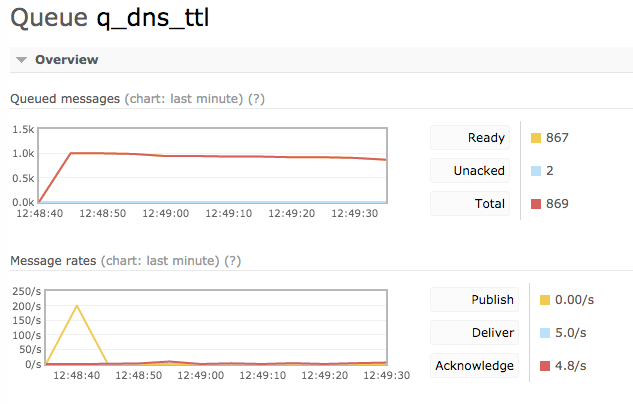 Queue q_dns_ttl
Overview
Queued messages (chart: last minute) (?)
1.5k
1.0k
0.5k
0.0k
12:48:40 12:48:50 12:49:00 12:49:10 12:49:20 12:49:30
Ready 867
Unacked 2
Total 869
Message rates (chart: last minute) (?)
250/s
200/s
150/s
100/s
50/s
0/s
12:48:40 12:48:50 12:49:00 12:49:10 12:49:20 12:49:30
Publish 0.00/s
Deliver 5.0/s
Acknowledge 4.8/s